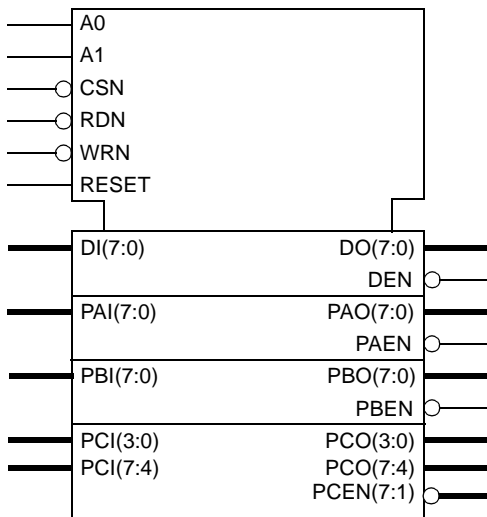 A0
A1
CSN
RDN
WRN
RESET
DI(7:0) DO(7:0)
DEN
PAI(7:0) PAO(7:0)
PAEN
PBI(7:0) PBO(7:0)
PBEN
PCI(3:0) PCO(3:0)
PCI(7:4) PCO(7:4)
PCEN(7:1)